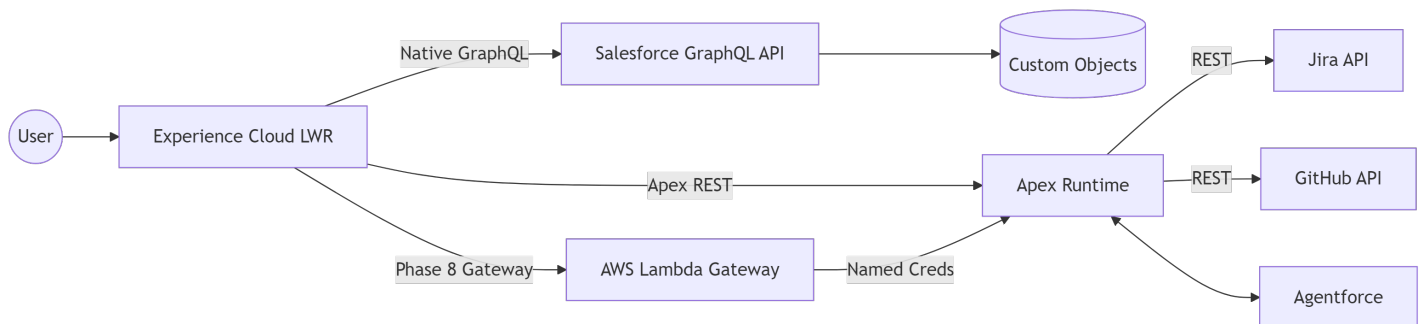 User
Experience Cloud LWR
Native GraphQL
Salesforce GraphQL API
Custom Objects
Apex REST
Apex Runtime
Phase 8 Gateway
AWS Lambda Gateway
Named Creds
REST
Jira API
REST
GitHub API
Agentforce